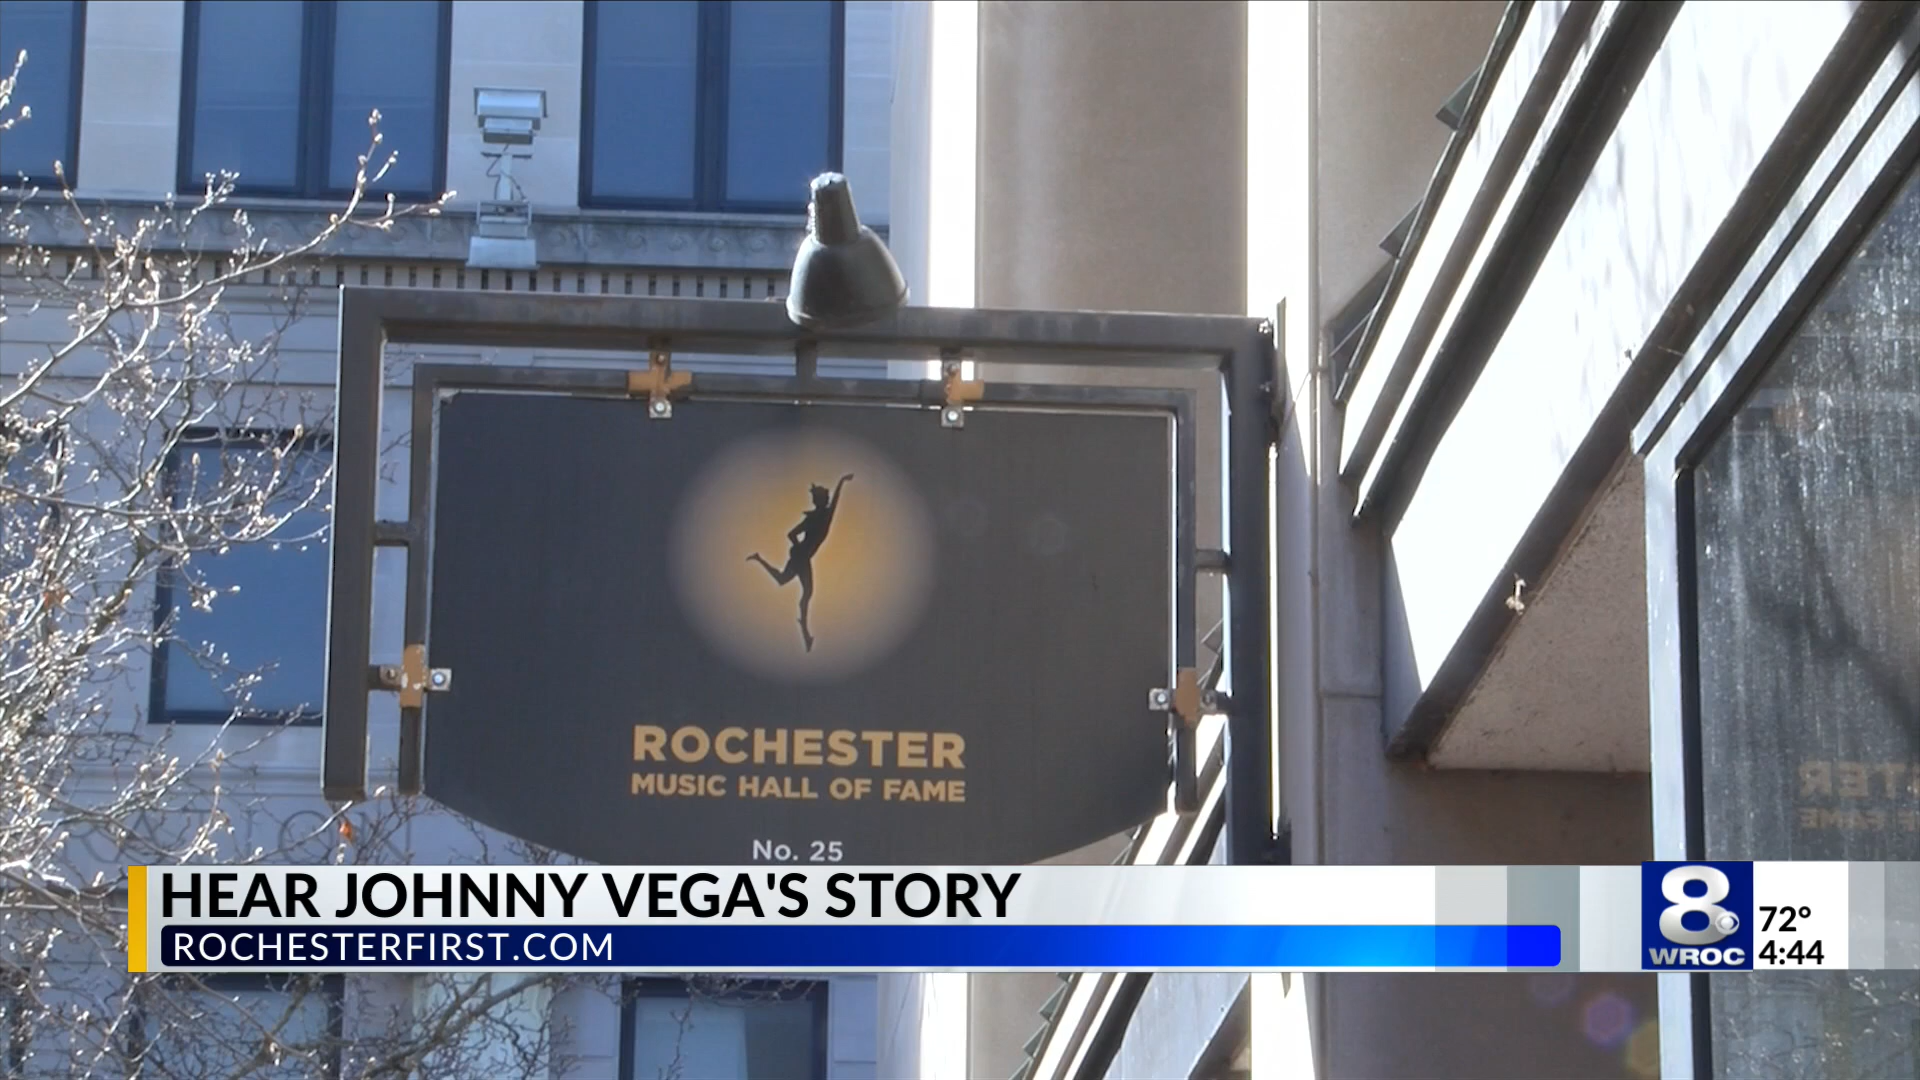 ROCHESTER
MUSIC HALL OF FAME
No. 25
HEAR JOHNNY VEGA'S STORY
ROCHESTERFIRST.COM
8
WROC
72°
4:44